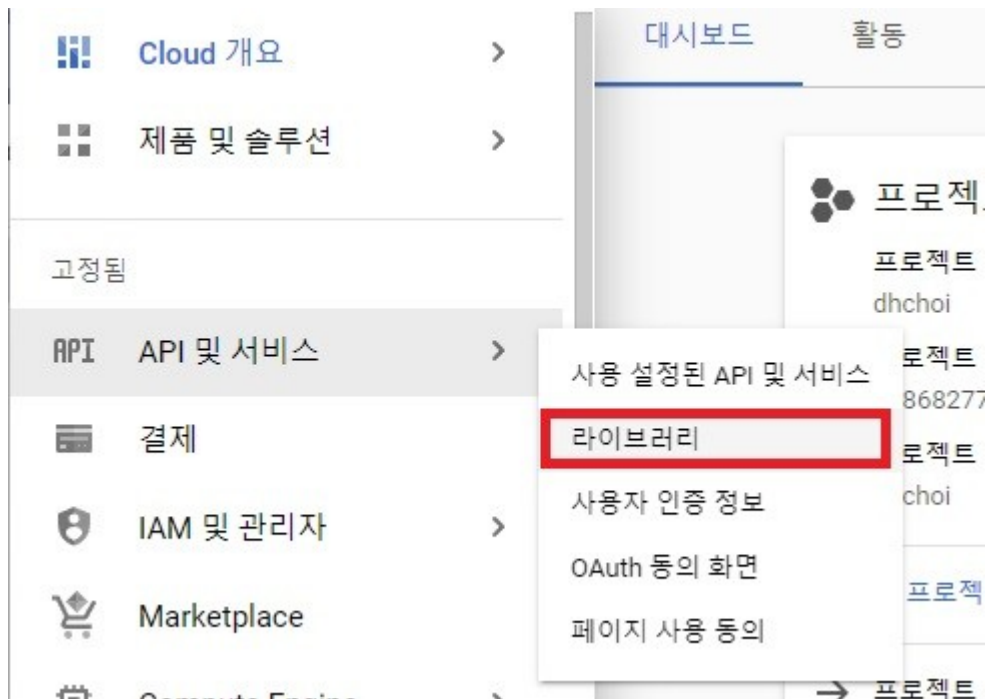 Cloud 개요
제품 및 솔루션
고정됨
API API 및 서비스
결제
IAM 및 관리자
Marketplace
대시보드 활동
프로젝
프로젝트
dhchoi
로젝트
868277
로젝트
choi
프로젝
프로젝트
사용 설정된 API 및 서비스
라이브러리
사용자 인증 정보
OAuth 동의 화면
페이지 사용 동의